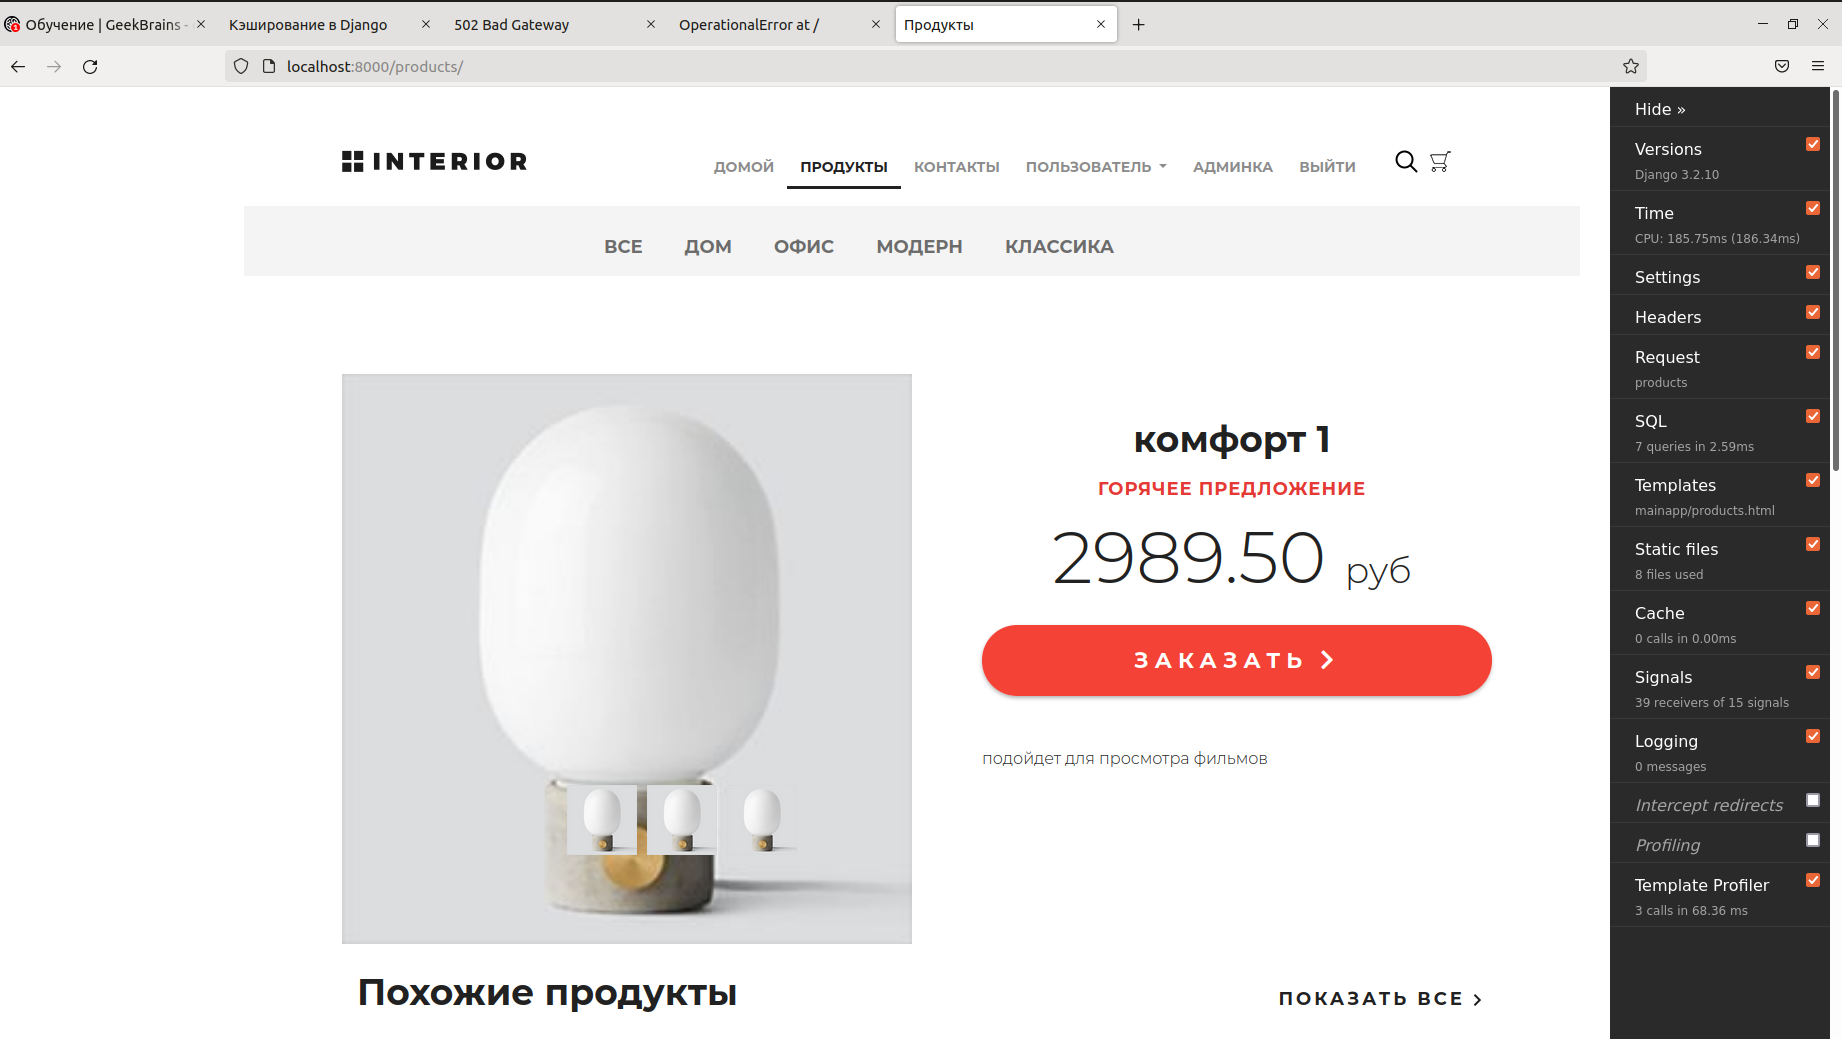 Обучение | GeekBrains -
Кэширование в Django
502 Bad Gateway
OperationalError at /
Продукты
localhost:8000/products/
INTERIOR
ДОМОЙ
ПРОДУКТЫ
КОНТАКТЫ
ПОЛЬЗОВАТЕЛЬ
АДМИНКА
ВЫЙТИ
ВСЕ
ДОМ
ОФИС
МОДЕРН
КЛАССИКА
комфорт 1
ГОРЯЧЕЕ ПРЕДЛОЖЕНИЕ
2989.50 руб
ЗАКАЗАТЬ
подойдет для просмотра фильмов
Похожие продукты
ПОКАЗАТЬ ВСЕ
Hide »
Versions
Django 3.2.10
Time
CPU: 185.75ms (186.34ms)
Settings
Headers
Request
products
SQL
7 queries in 2.59ms
Templates
mainapp/products.html
Static files
8 files used
Cache
0 calls in 0.00ms
Signals
39 receivers of 15 signals
Logging
0 messages
Intercept redirects
Profiling
Template Profiler
3 calls in 68.36 ms